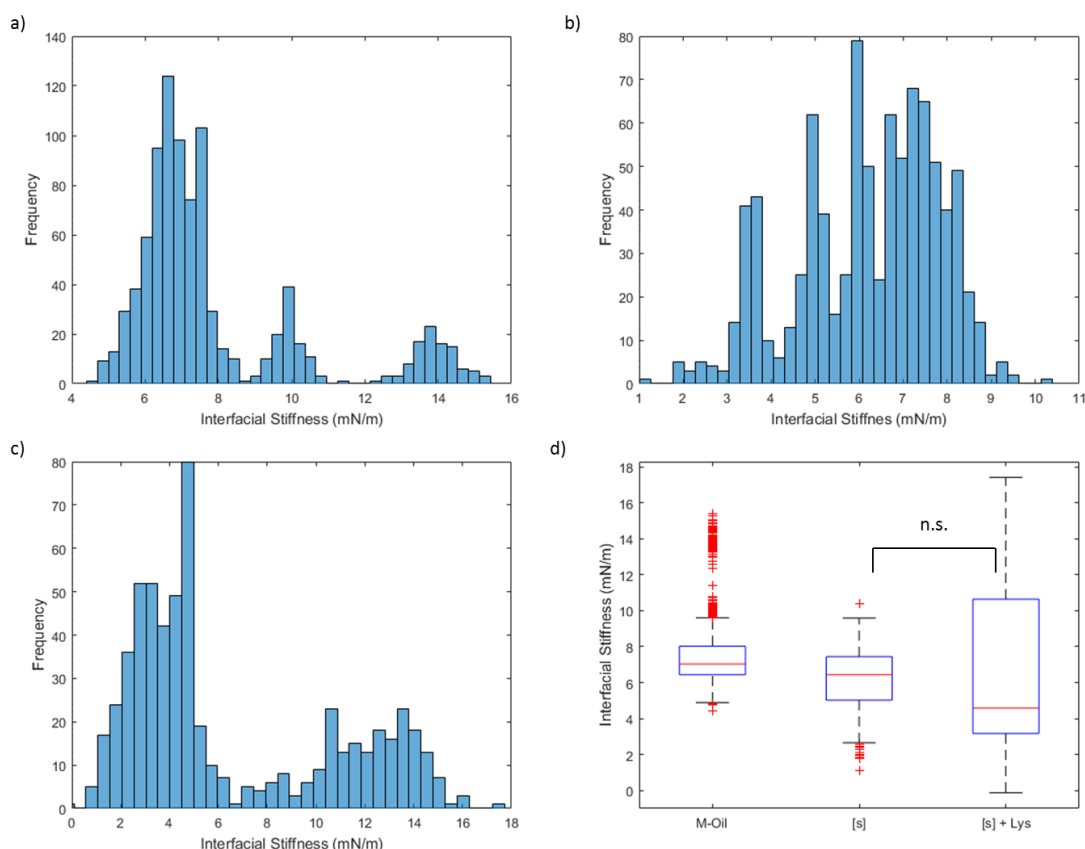 a)
140
120
100
80
60
40
20
0
Frequency
4 6 8 10 12 14 16
Interfacial Stiffness (mN/m)
b)
80
70
60
50
40
30
20
10
0
Frequency
1 2 3 4 5 6 7 8 9 10 11
Interfacial Stiffnes (mN/m)
c)
80
70
60
50
40
30
20
10
0
Frequency
0 2 4 6 8 10 12 14 16 18
Interfacial Stiffness (mN/m)
d)
18
16
14
12
10
8
6
4
2
0
Interfacial Stiffness (mN/m)
n.s.
M-Oil [s] [s] + Lys